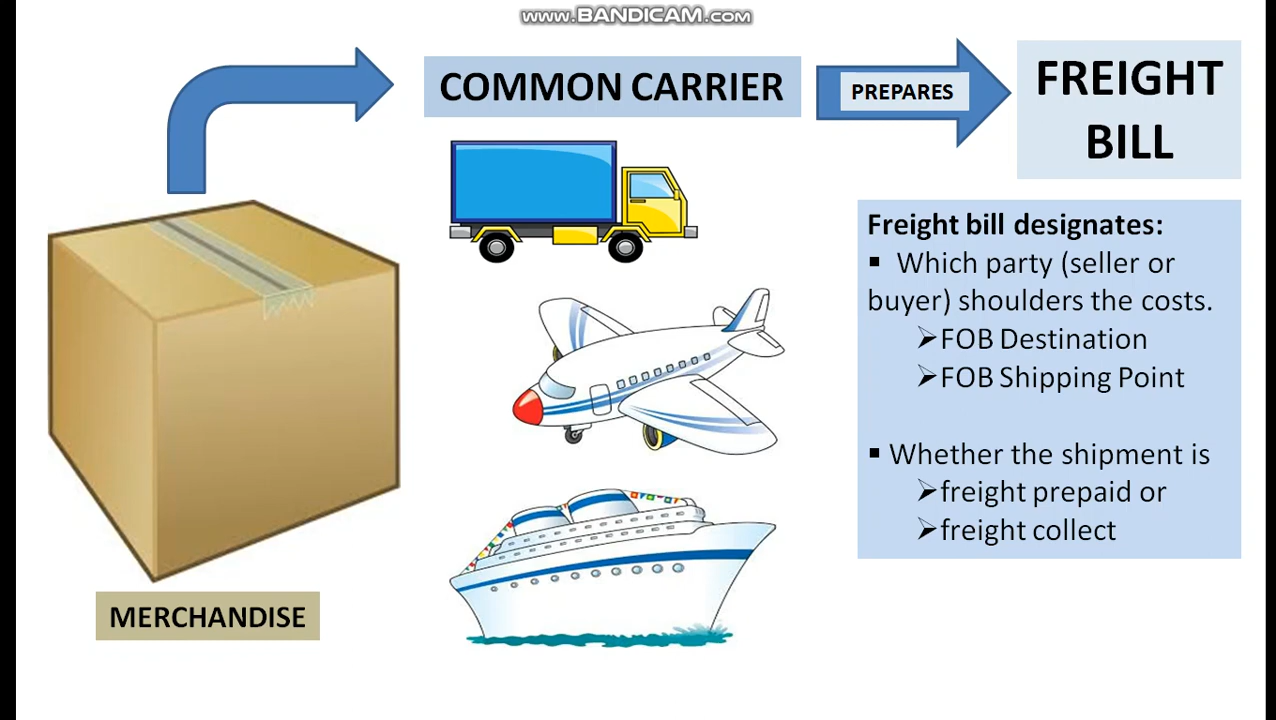 www.BANDICAM.com
COMMON CARRIER
PREPARES
FREIGHT
BILL
Freight bill designates:
▪ Which party (seller or
buyer) shoulders the costs.
➢FOB Destination
➢FOB Shipping Point
▪ Whether the shipment is
➢freight prepaid or
➢freight collect
MERCHANDISE